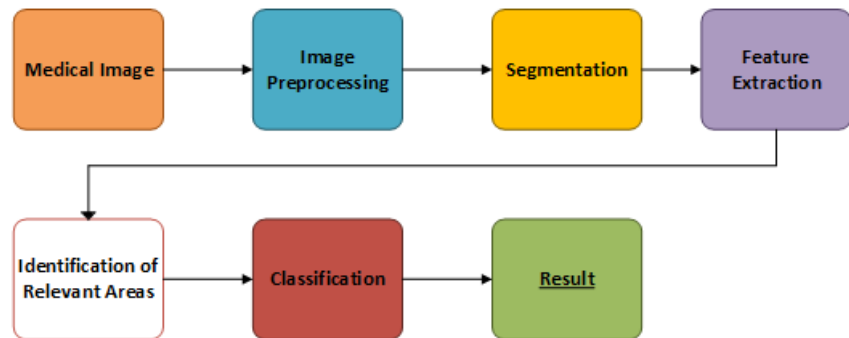 Medical Image
Image
Preprocessing
Segmentation
Feature
Extraction
Identification of
Relevant Areas
Classification
Result